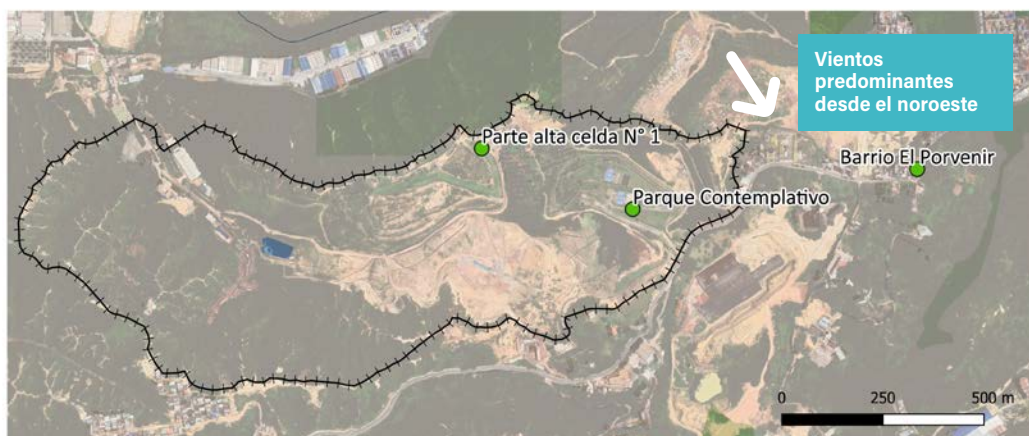 Vientos
predominantes
desde el noroeste
Parte alta celda N° 1
Barrio El Porvenir
Parque Contemplativo
0 250 500 m